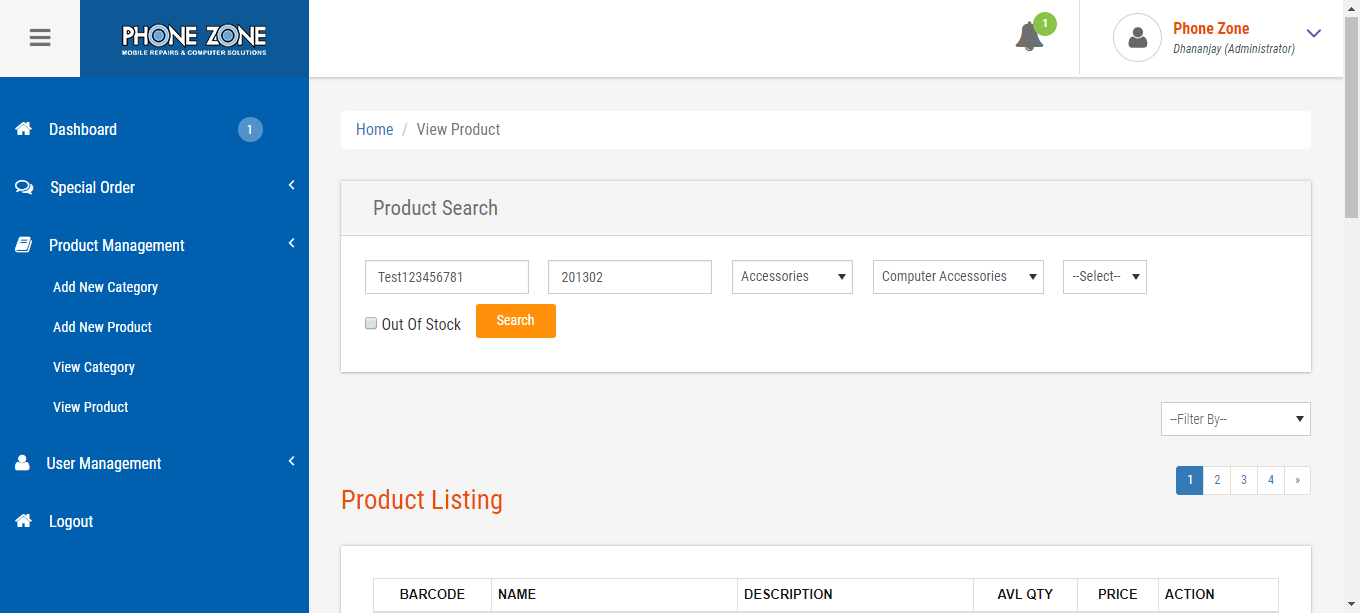 PHONE ZONE
MOBILE REPAIRS & COMPUTER SOLUTIONS
1
Phone Zone
Dhananjay (Administrator)
Dashboard 1
Special Order
Product Management
Add New Category
Add New Product
View Category
View Product
User Management
Logout
Home / View Product
Product Search
Test123456781 201302 Accessories Computer Accessories --Select--
Out Of Stock Search
--Filter By--
1 2 3 4 »
Product Listing
BARCODE NAME DESCRIPTION AVL QTY PRICE ACTION